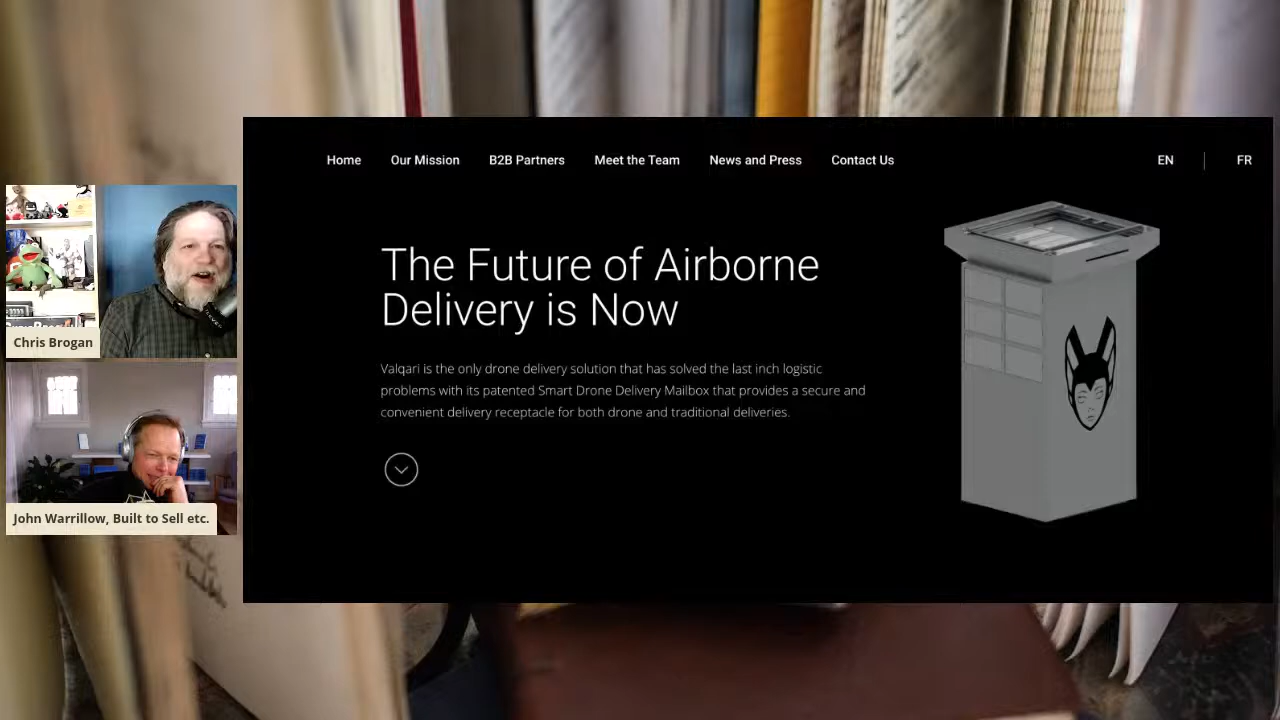 Home Our Mission B2B Partners Meet the Team News and Press Contact Us EN FR
The Future of Airborne
Delivery is Now
Valqari is the only drone delivery solution that has solved the last inch logistic
problems with its patented Smart Drone Delivery Mailbox that provides a secure and
convenient delivery receptacle for both drone and traditional deliveries.
Chris Brogan
John Warrillow, Built to Sell etc.